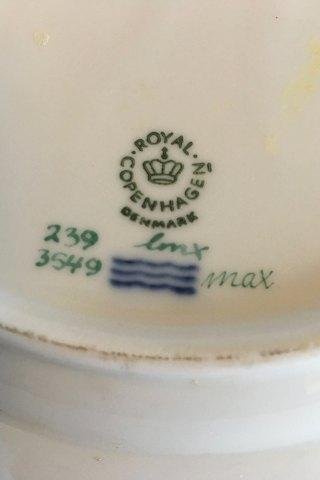 ROYAL
COPENHAGEN
DENMARK
239
3549
max